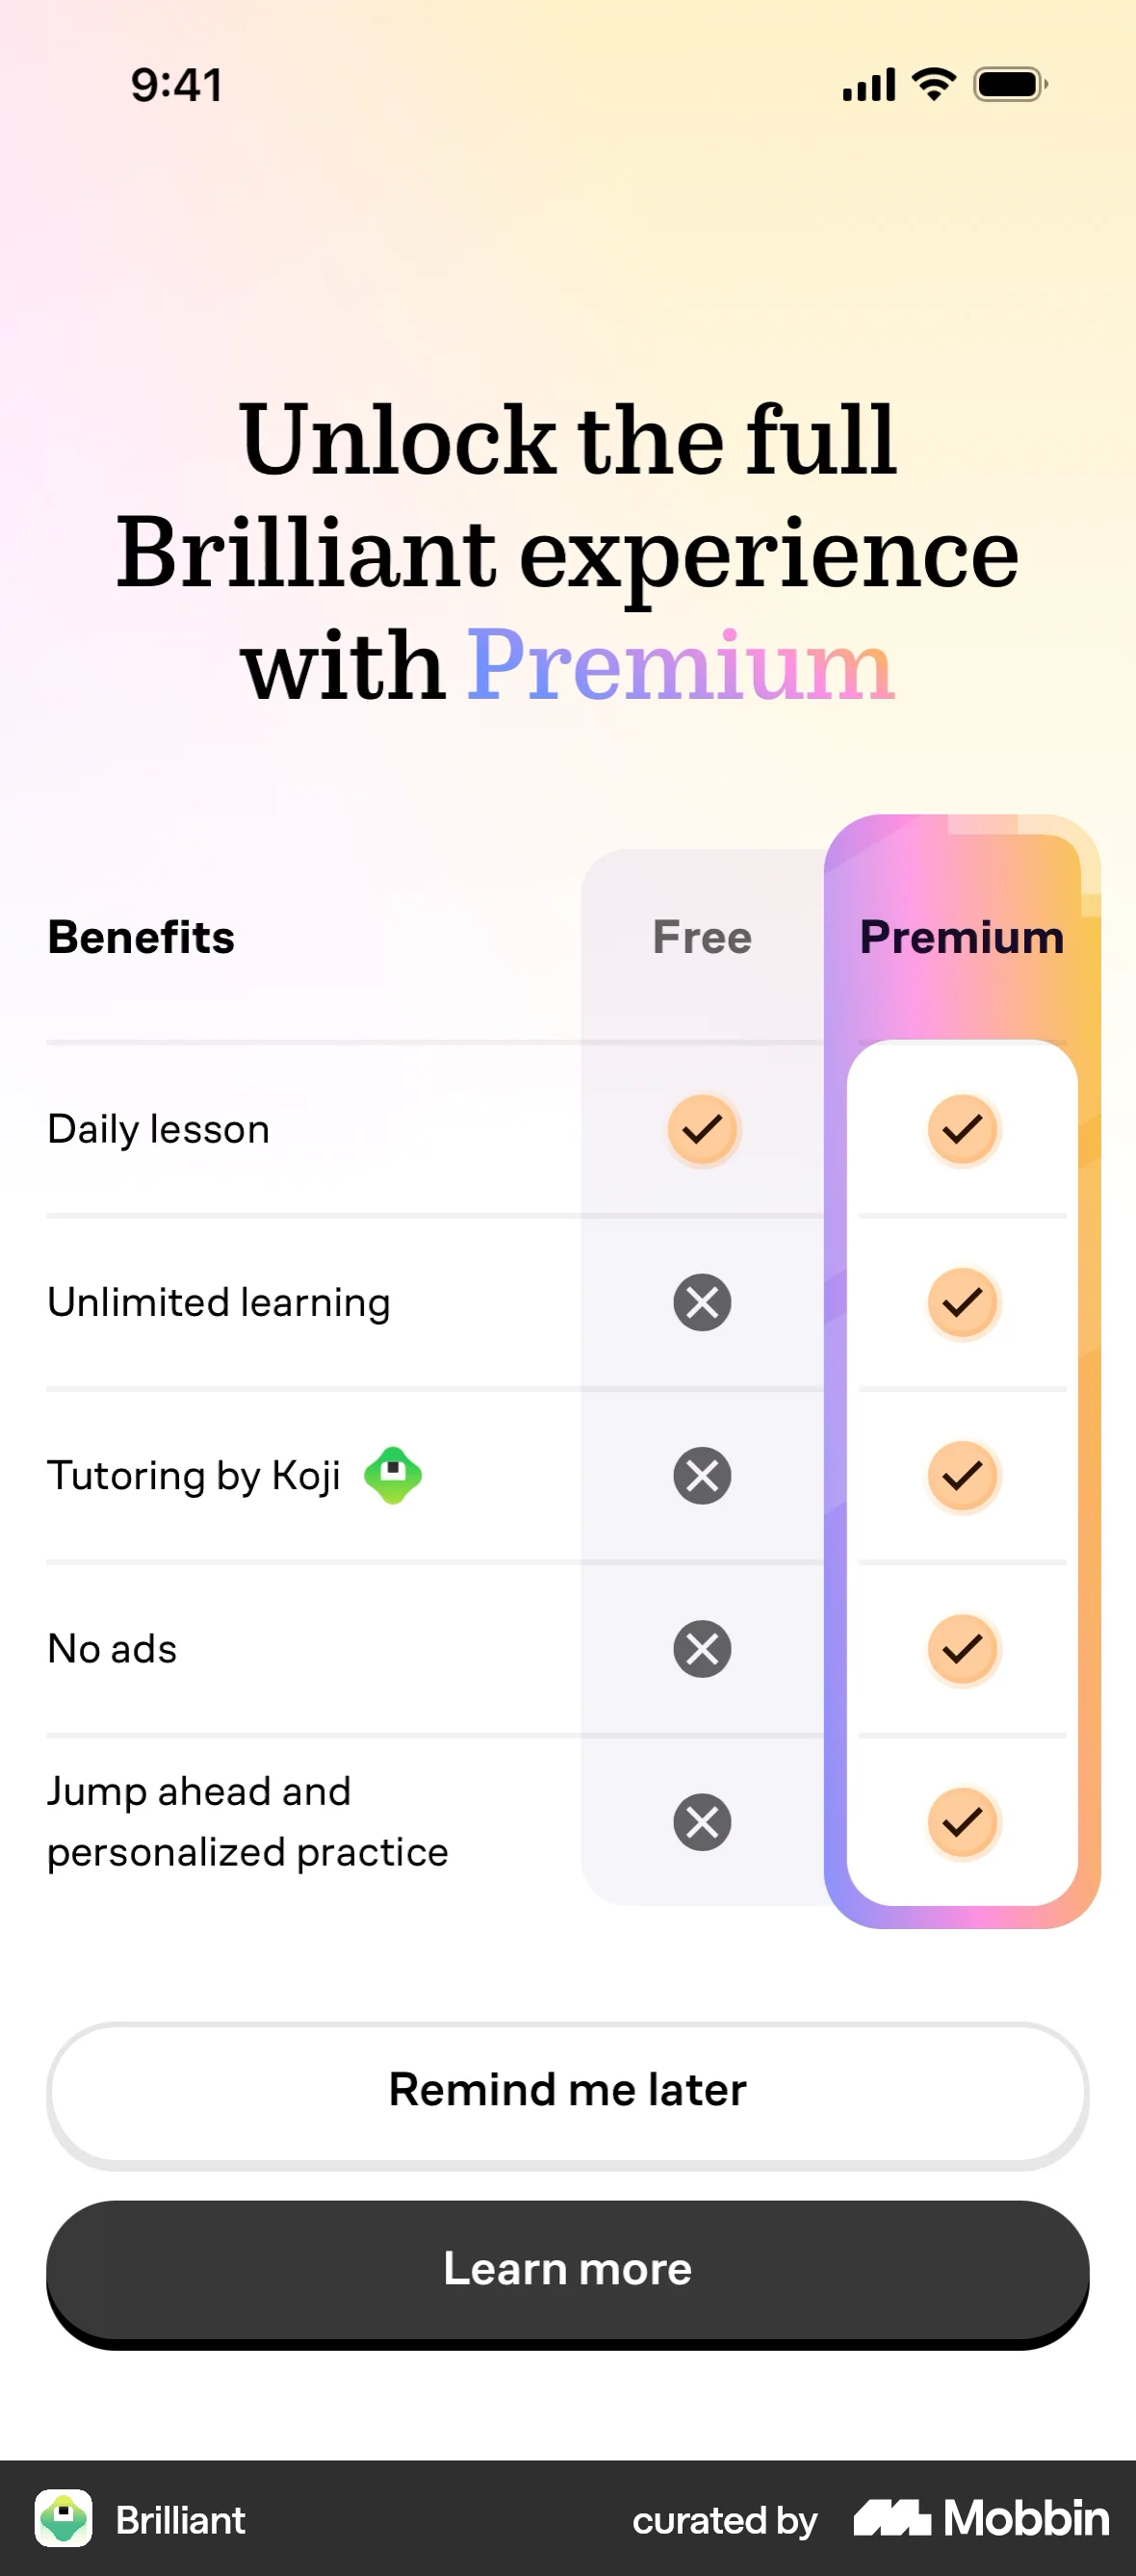 9:41
Unlock the full
Brilliant experience
with Premium
Benefits Free Premium
Daily lesson
Unlimited learning
Tutoring by Koji
No ads
Jump ahead and
personalized practice
Remind me later
Learn more
Brilliant curated by Mobbin